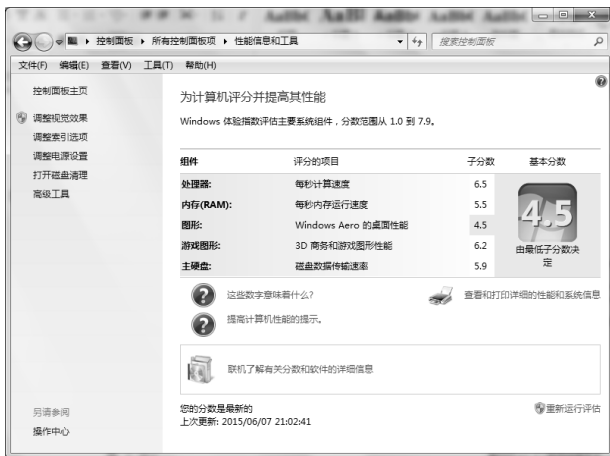 控制面板 ▸ 所有控制面板项 ▸ 性能信息和工具
搜索控制面板
文件(F) 编辑(E) 查看(V) 工具(T) 帮助(H)
控制面板主页
调整视觉效果
调整索引选项
调整电源设置
打开磁盘清理
高级工具
另请参阅
操作中心
为计算机评分并提高其性能
Windows 体验指数评估主要系统组件，分数范围从 1.0 到 7.9。
组件 评分的项目 子分数 基本分数
处理器: 每秒计算速度 6.5
内存(RAM): 每秒内存运行速度 5.5
图形: Windows Aero 的桌面性能 4.5
游戏图形: 3D 商务和游戏图形性能 6.2
主硬盘: 磁盘数据传输速率 5.9
4.5
由最低子分数决
定
这些数字意味着什么?
查看和打印详细的性能和系统信息
提高计算机性能的提示。
联机了解有关分数和软件的详细信息
您的分数是最新的
上次更新: 2015/06/07 21:02:41
重新运行评估